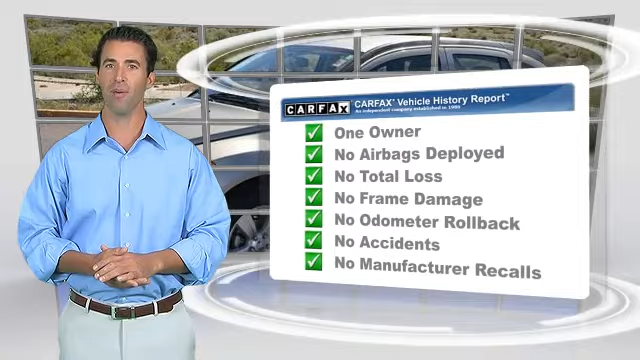 CARFAX CARFAX® Vehicle History Report™
An independent company established in 1986
One Owner
No Airbags Deployed
No Total Loss
No Frame Damage
No Odometer Rollback
No Accidents
No Manufacturer Recalls